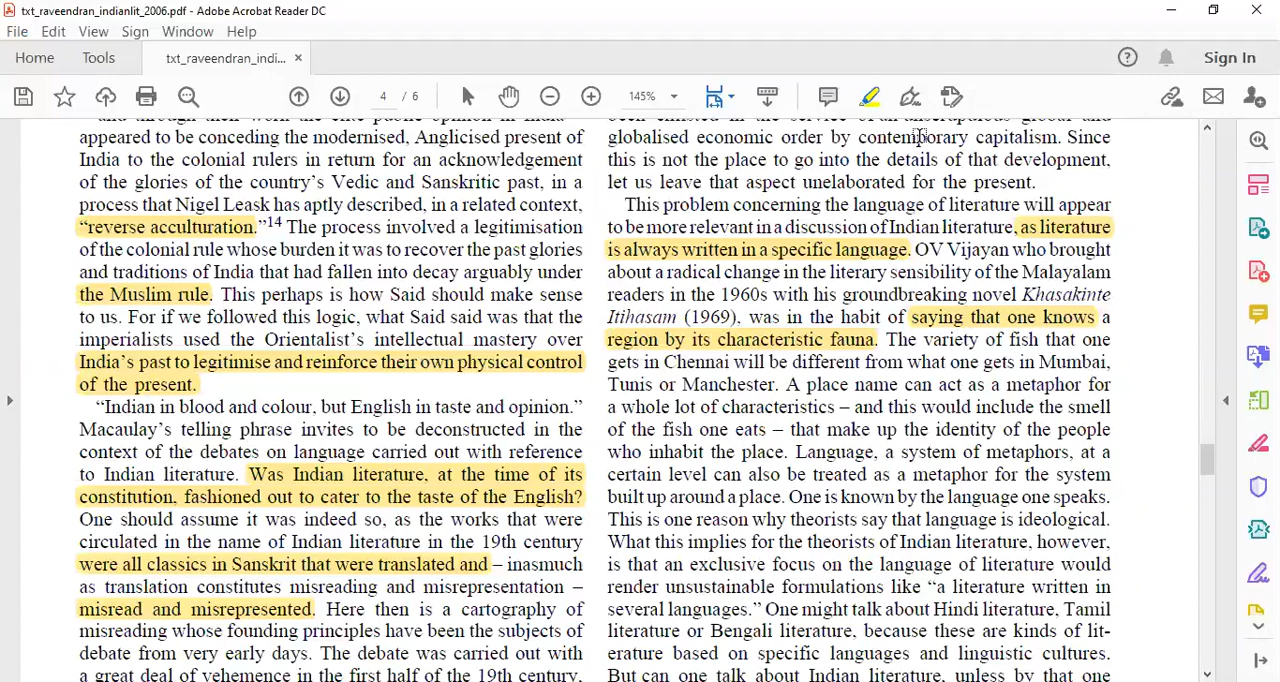 txt_raveendran_indianlit_2006.pdf - Adobe Acrobat Reader DC
File Edit View Sign Window Help
Home Tools txt_raveendran_indi... × Sign In
4 / 6 145%
and through their work the elite public opinion in India
appeared to be conceding the modernised, Anglicised present of
India to the colonial rulers in return for an acknowledgement
of the glories of the country's Vedic and Sanskritic past, in a
process that Nigel Leask has aptly described, in a related context,
“reverse acculturation.”14 The process involved a legitimisation
of the colonial rule whose burden it was to recover the past glories
and traditions of India that had fallen into decay arguably under
the Muslim rule. This perhaps is how Said should make sense
to us. For if we followed this logic, what Said said was that the
imperialists used the Orientalist's intellectual mastery over
India's past to legitimise and reinforce their own physical control
of the present.
“Indian in blood and colour, but English in taste and opinion.”
Macaulay's telling phrase invites to be deconstructed in the
context of the debates on language carried out with reference
to Indian literature. Was Indian literature, at the time of its
constitution, fashioned out to cater to the taste of the English?
One should assume it was indeed so, as the works that were
circulated in the name of Indian literature in the 19th century
were all classics in Sanskrit that were translated and – inasmuch
as translation constitutes misreading and misrepresentation –
misread and misrepresented. Here then is a cartography of
misreading whose founding principles have been the subjects of
debate from very early days. The debate was carried out with
a great deal of vehemence in the first half of the 19th century,
been enlisted in the service of an unscrupulous global and
globalised economic order by contemporary capitalism. Since
this is not the place to go into the details of that development,
let us leave that aspect unelaborated for the present.
This problem concerning the language of literature will appear
to be more relevant in a discussion of Indian literature, as literature
is always written in a specific language. OV Vijayan who brought
about a radical change in the literary sensibility of the Malayalam
readers in the 1960s with his groundbreaking novel Khasakinte
Itihasam (1969), was in the habit of saying that one knows a
region by its characteristic fauna. The variety of fish that one
gets in Chennai will be different from what one gets in Mumbai,
Tunis or Manchester. A place name can act as a metaphor for
a whole lot of characteristics – and this would include the smell
of the fish one eats – that make up the identity of the people
who inhabit the place. Language, a system of metaphors, at a
certain level can also be treated as a metaphor for the system
built up around a place. One is known by the language one speaks.
This is one reason why theorists say that language is ideological.
What this implies for the theorists of Indian literature, however,
is that an exclusive focus on the language of literature would
render unsustainable formulations like “a literature written in
several languages.” One might talk about Hindi literature, Tamil
literature or Bengali literature, because these are kinds of lit-
erature based on specific languages and linguistic cultures.
But can one talk about Indian literature, unless by that one